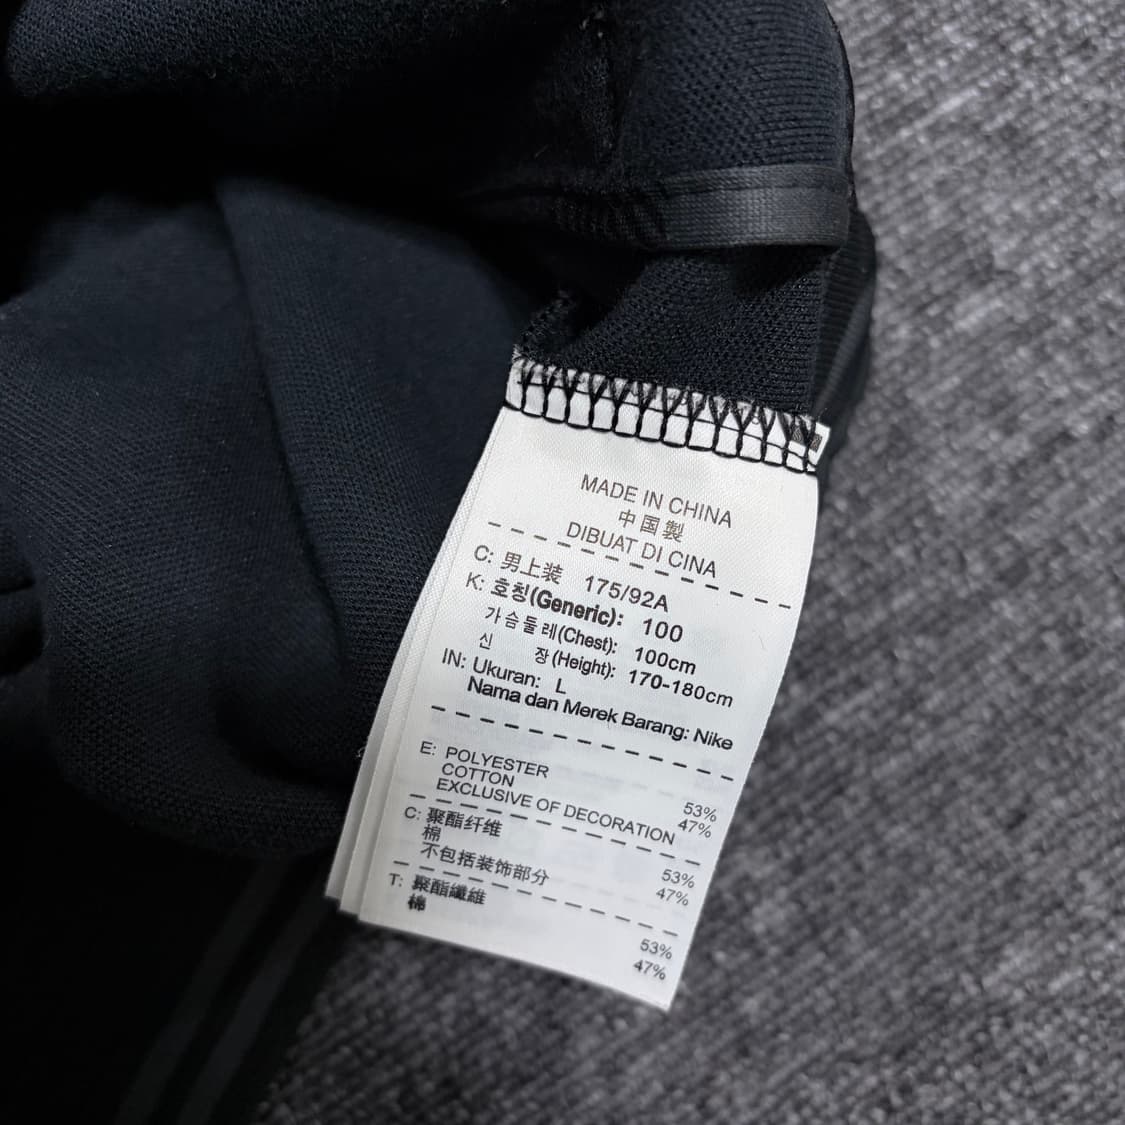 MADE IN CHINA
中国製
DIBUAT DI CINA
C: 男上装 175/92A
K: 호칭(Generic): 100
가슴둘레(Chest): 100cm
신 장(Height): 170-180cm
IN: Ukuran: L
Nama dan Merek Barang: Nike
E: POLYESTER 53%
COTTON 47%
EXCLUSIVE OF DECORATION
C: 聚酯纤维 53%
棉 47%
不包括装饰部分
T: 聚酯纖維 53%
棉 47%